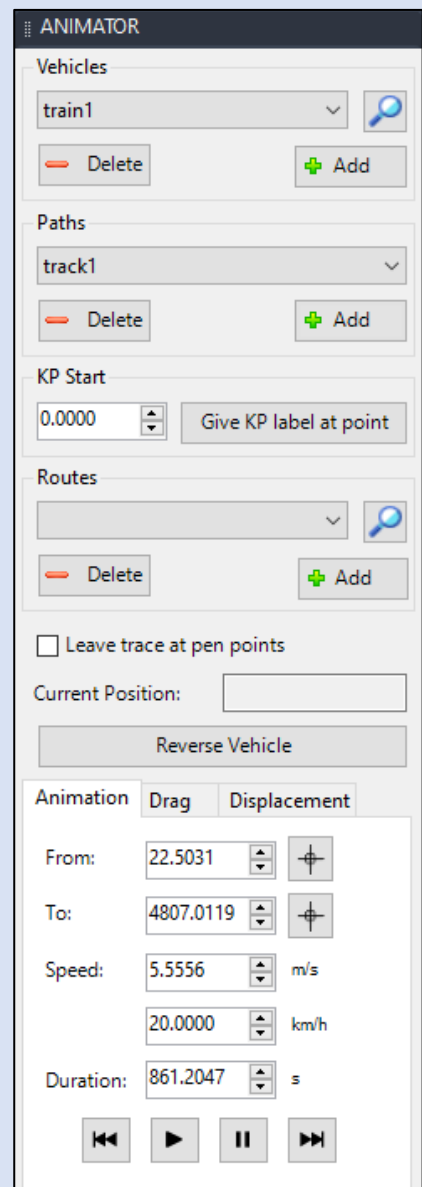 ANIMATOR
Vehicles
train1
Delete Add
Paths
track1
Delete Add
KP Start
0.0000 Give KP label at point
Routes
Delete Add
Leave trace at pen points
Current Position:
Reverse Vehicle
Animation Drag Displacement
From: 22.5031
To: 4807.0119
Speed: 5.5556 m/s
20.0000 km/h
Duration: 861.2047 s